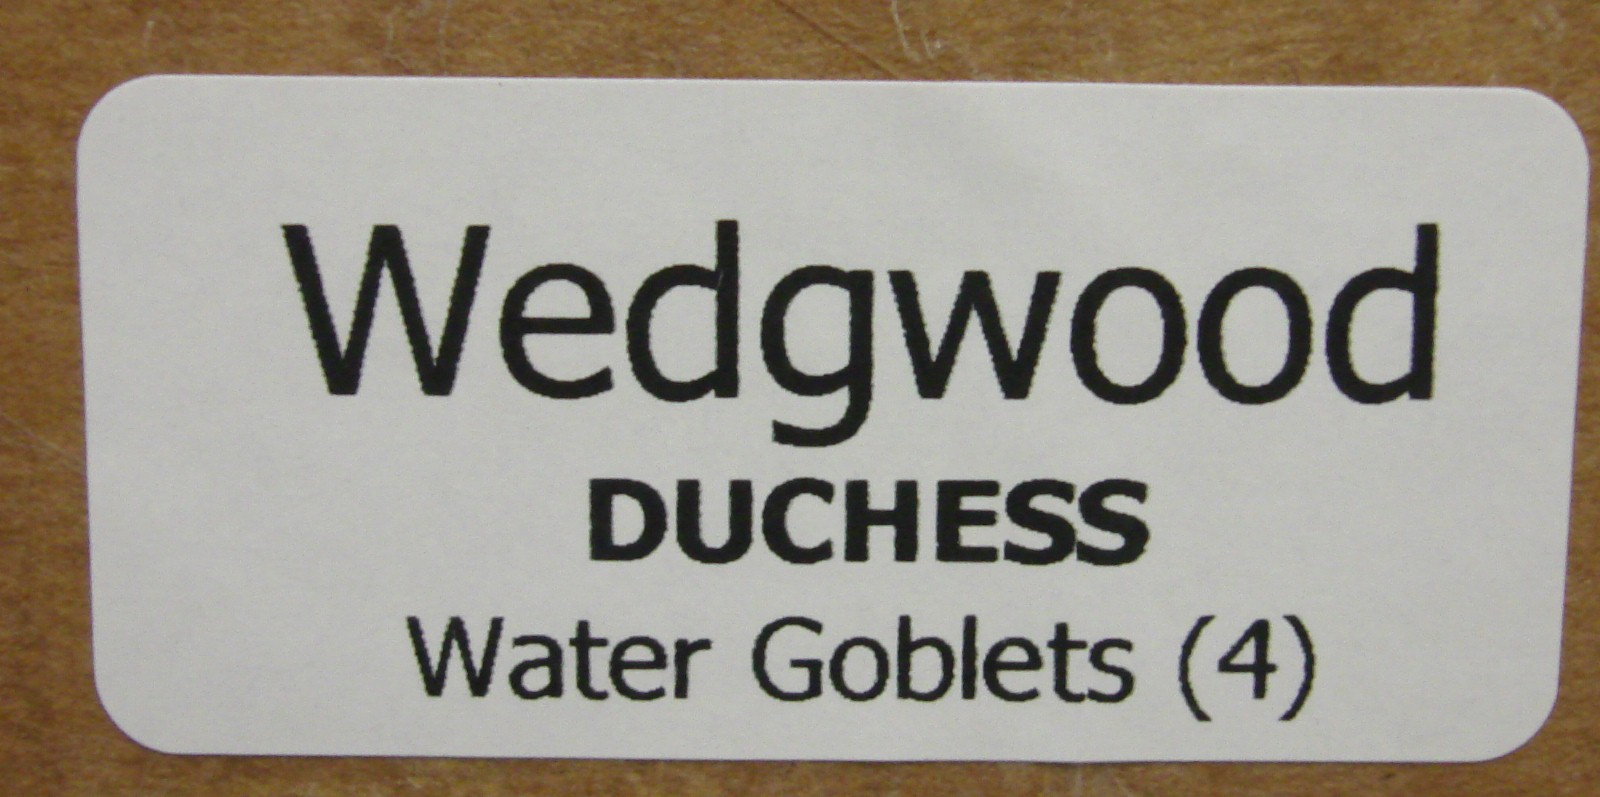 Wedgwood
DUCHESS
Water Goblets (4)